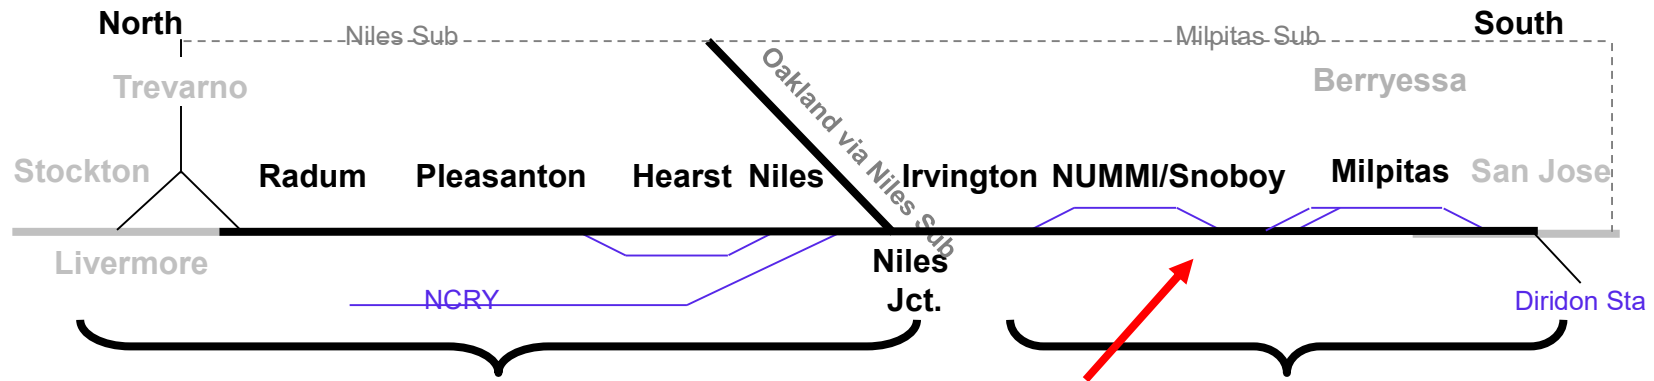 North
South
Niles Sub
Milpitas Sub
Trevarno
Oakland via Niles Sub
Berryessa
Stockton
Radum
Pleasanton
Hearst
Niles
Irvington
NUMMI/Snoboy
Milpitas
San Jose
Livermore
Niles
Jct.
NCRY
Diridon Sta